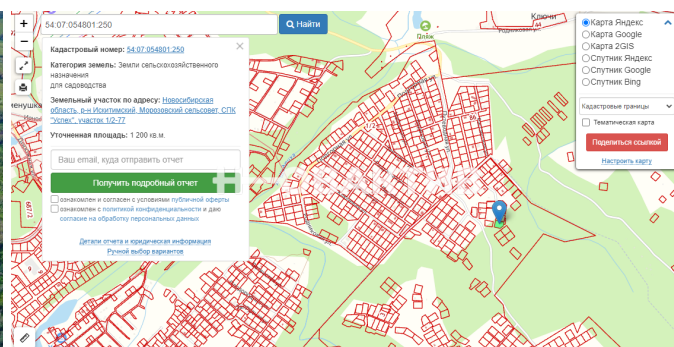 54:07:054801:250
Найти
Кадастровый номер: 54:07:054801:250
Категория земель: Земли сельскохозяйственного
назначения
для садоводства
Земельный участок по адресу: Новосибирская
область, р-н Искитимский, Морозовский сельсовет, СПК
"Успех", участок 1/2-77
Уточненная площадь: 1 200 кв.м.
Ваш email, куда отправить отчет
Получить подробный отчет
ознакомлен и согласен с условиями публичной оферты
ознакомлен с политикой конфиденциальности и даю
согласие на обработку персональных данных
Детали отчета и юридическая информация
Ручной выбор вариантов
Пляж
Ключи
44
1/2
Карта Яндекс
Карта Google
Карта 2GIS
Спутник Яндекс
Спутник Google
Спутник Bing
Кадастровые границы
Тематическая карта
Поделиться ссылкой
Настроить карту